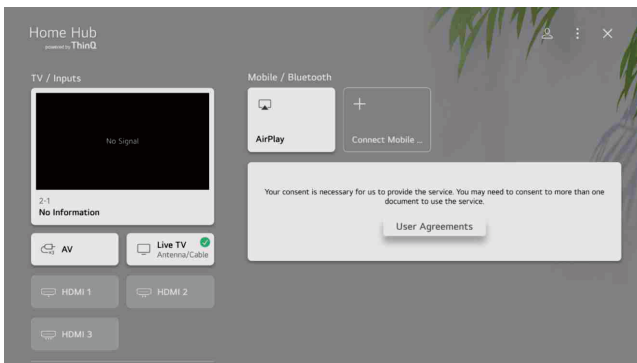 Home Hub
powered by ThinQ
TV / Inputs
No Signal
2-1
No Information
AV
Live TV
Antenna/Cable
HDMI 1
HDMI 2
HDMI 3
Mobile / Bluetooth
AirPlay
Connect Mobile ...
Your consent is necessary for us to provide the service. You may need to consent to more than one
document to use the service.
User Agreements